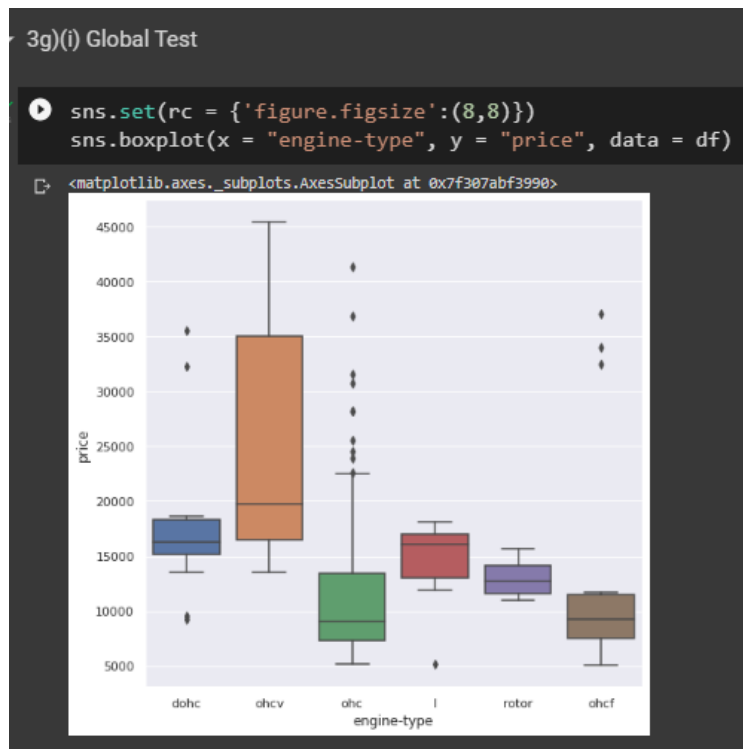 3g)(i) Global Test
sns.set(rc = {'figure.figsize':(8,8)})
sns.boxplot(x = "engine-type", y = "price", data = df)
<matplotlib.axes._subplots.AxesSubplot at 0x7f307abf3990>
45000
40000
35000
30000
25000
20000
15000
10000
5000
price
dohc ohcv ohc l rotor ohcf
engine-type